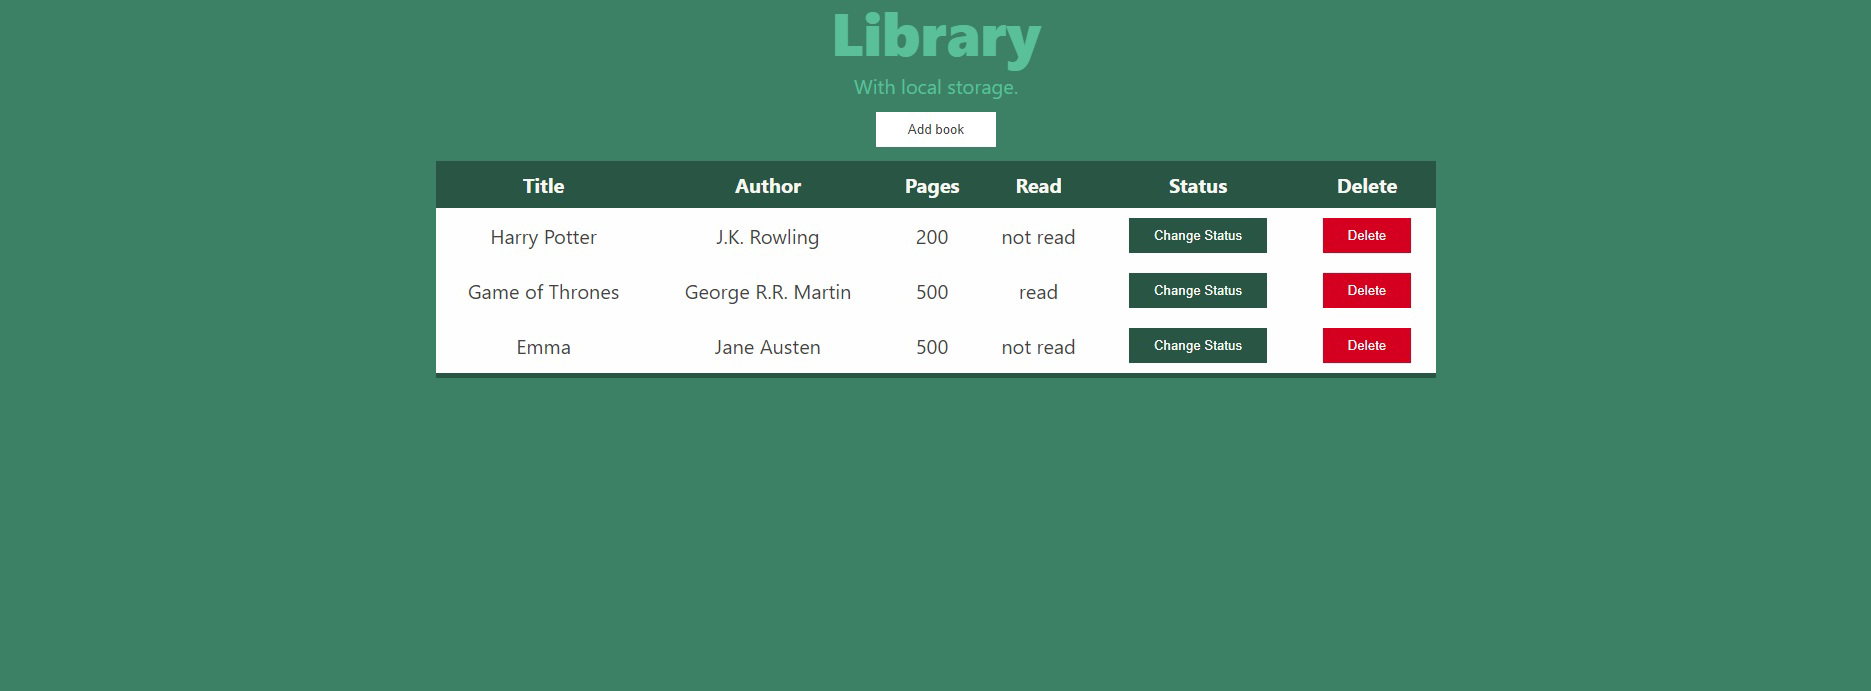 Library
With local storage.
Add book
Title Author Pages Read Status Delete
Harry Potter J.K. Rowling 200 not read Change Status Delete
Game of Thrones George R.R. Martin 500 read Change Status Delete
Emma Jane Austen 500 not read Change Status Delete